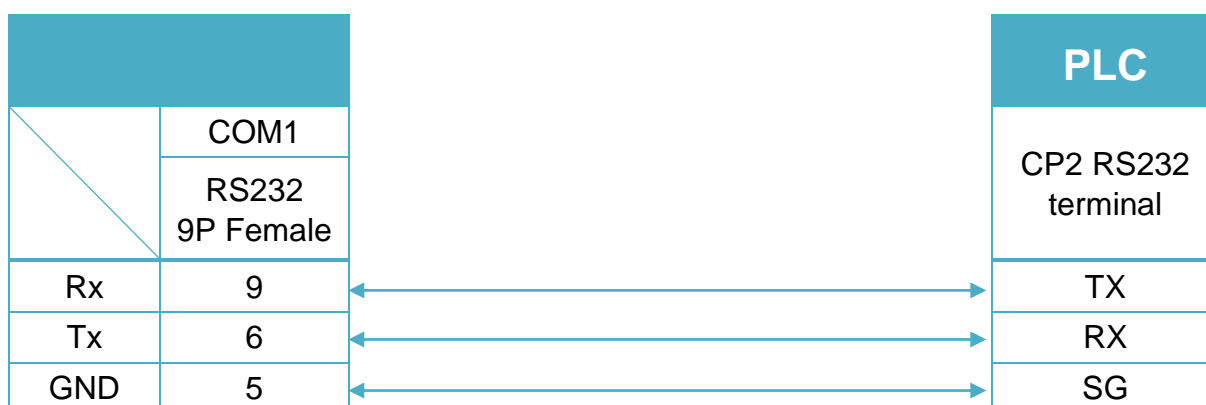 PLC
COM1
CP2 RS232
terminal
RS232
9P Female
Rx 9 TX
Tx 6 RX
GND 5 SG